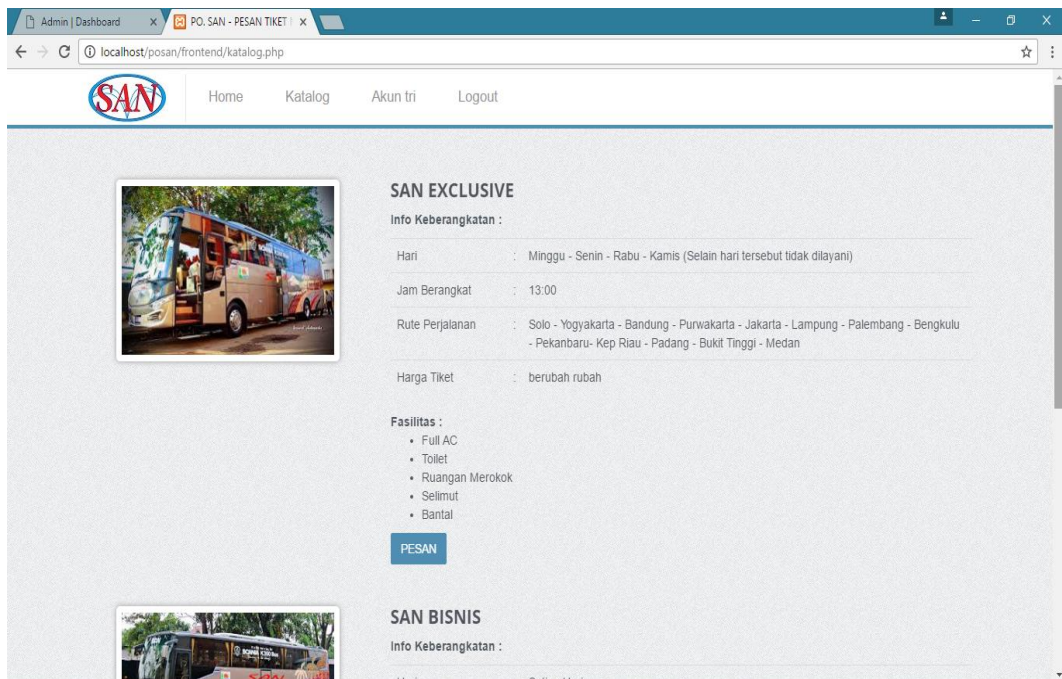 Admin | Dashboard
PO. SAN - PESAN TIKET
localhost/posan/frontend/katalog.php
SAN
Home
Katalog
Akun tri
Logout
SAN EXCLUSIVE
Info Keberangkatan :
Hari : Minggu - Senin - Rabu - Kamis (Selain hari tersebut tidak dilayani)
Jam Berangkat : 13:00
Rute Perjalanan : Solo - Yogyakarta - Bandung - Purwakarta - Jakarta - Lampung - Palembang - Bengkulu
- Pekanbaru- Kep Riau - Padang - Bukit Tinggi - Medan
Harga Tiket : berubah rubah
Fasilitas :
• Full AC
• Toilet
• Ruangan Merokok
• Selimut
• Bantal
PESAN
SAN BISNIS
Info Keberangkatan :